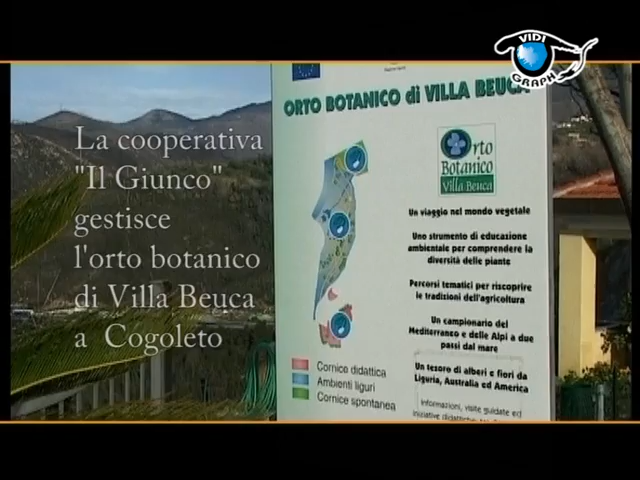 VIDI
GRAPH
La cooperativa
"Il Giunco"
gestisce
l'orto botanico
di Villa Beuca
a Cogoleto
ORTO BOTANICO di VILLA BEUCA
Orto
Botanico
Villa Beuca
Un viaggio nel mondo vegetale
Uno strumento di educazione
ambientale per comprendere la
diversità delle piante
Percorsi tematici per riscoprire
le tradizioni dell'agricoltura
Un campionario del
Mediterraneo e delle Alpi a due
passi dal mare
Un tesoro di alberi e fiori da
Liguria, Australia ed America
Informazioni, visite guidate ed
iniziative didattiche
Cornice didattica
Ambienti liguri
Cornice spontanea